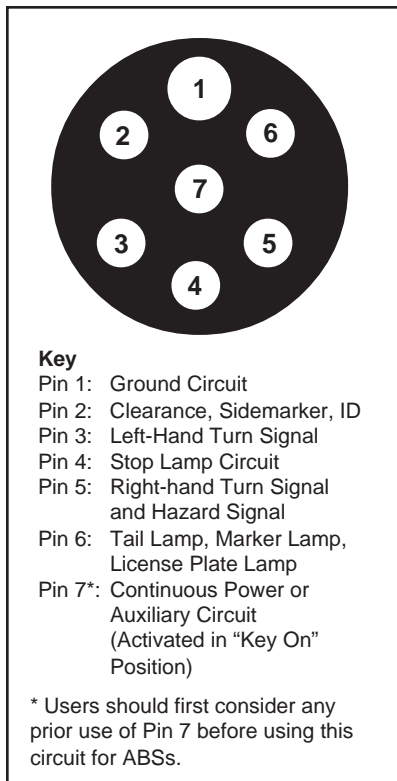 1
2
6
7
3
5
4
Key
Pin 1: Ground Circuit
Pin 2: Clearance, Sidemarker, ID
Pin 3: Left-Hand Turn Signal
Pin 4: Stop Lamp Circuit
Pin 5: Right-hand Turn Signal
and Hazard Signal
Pin 6: Tail Lamp, Marker Lamp,
License Plate Lamp
Pin 7*: Continuous Power or
Auxiliary Circuit
(Activated in “Key On”
Position)
* Users should first consider any
prior use of Pin 7 before using this
circuit for ABSs.